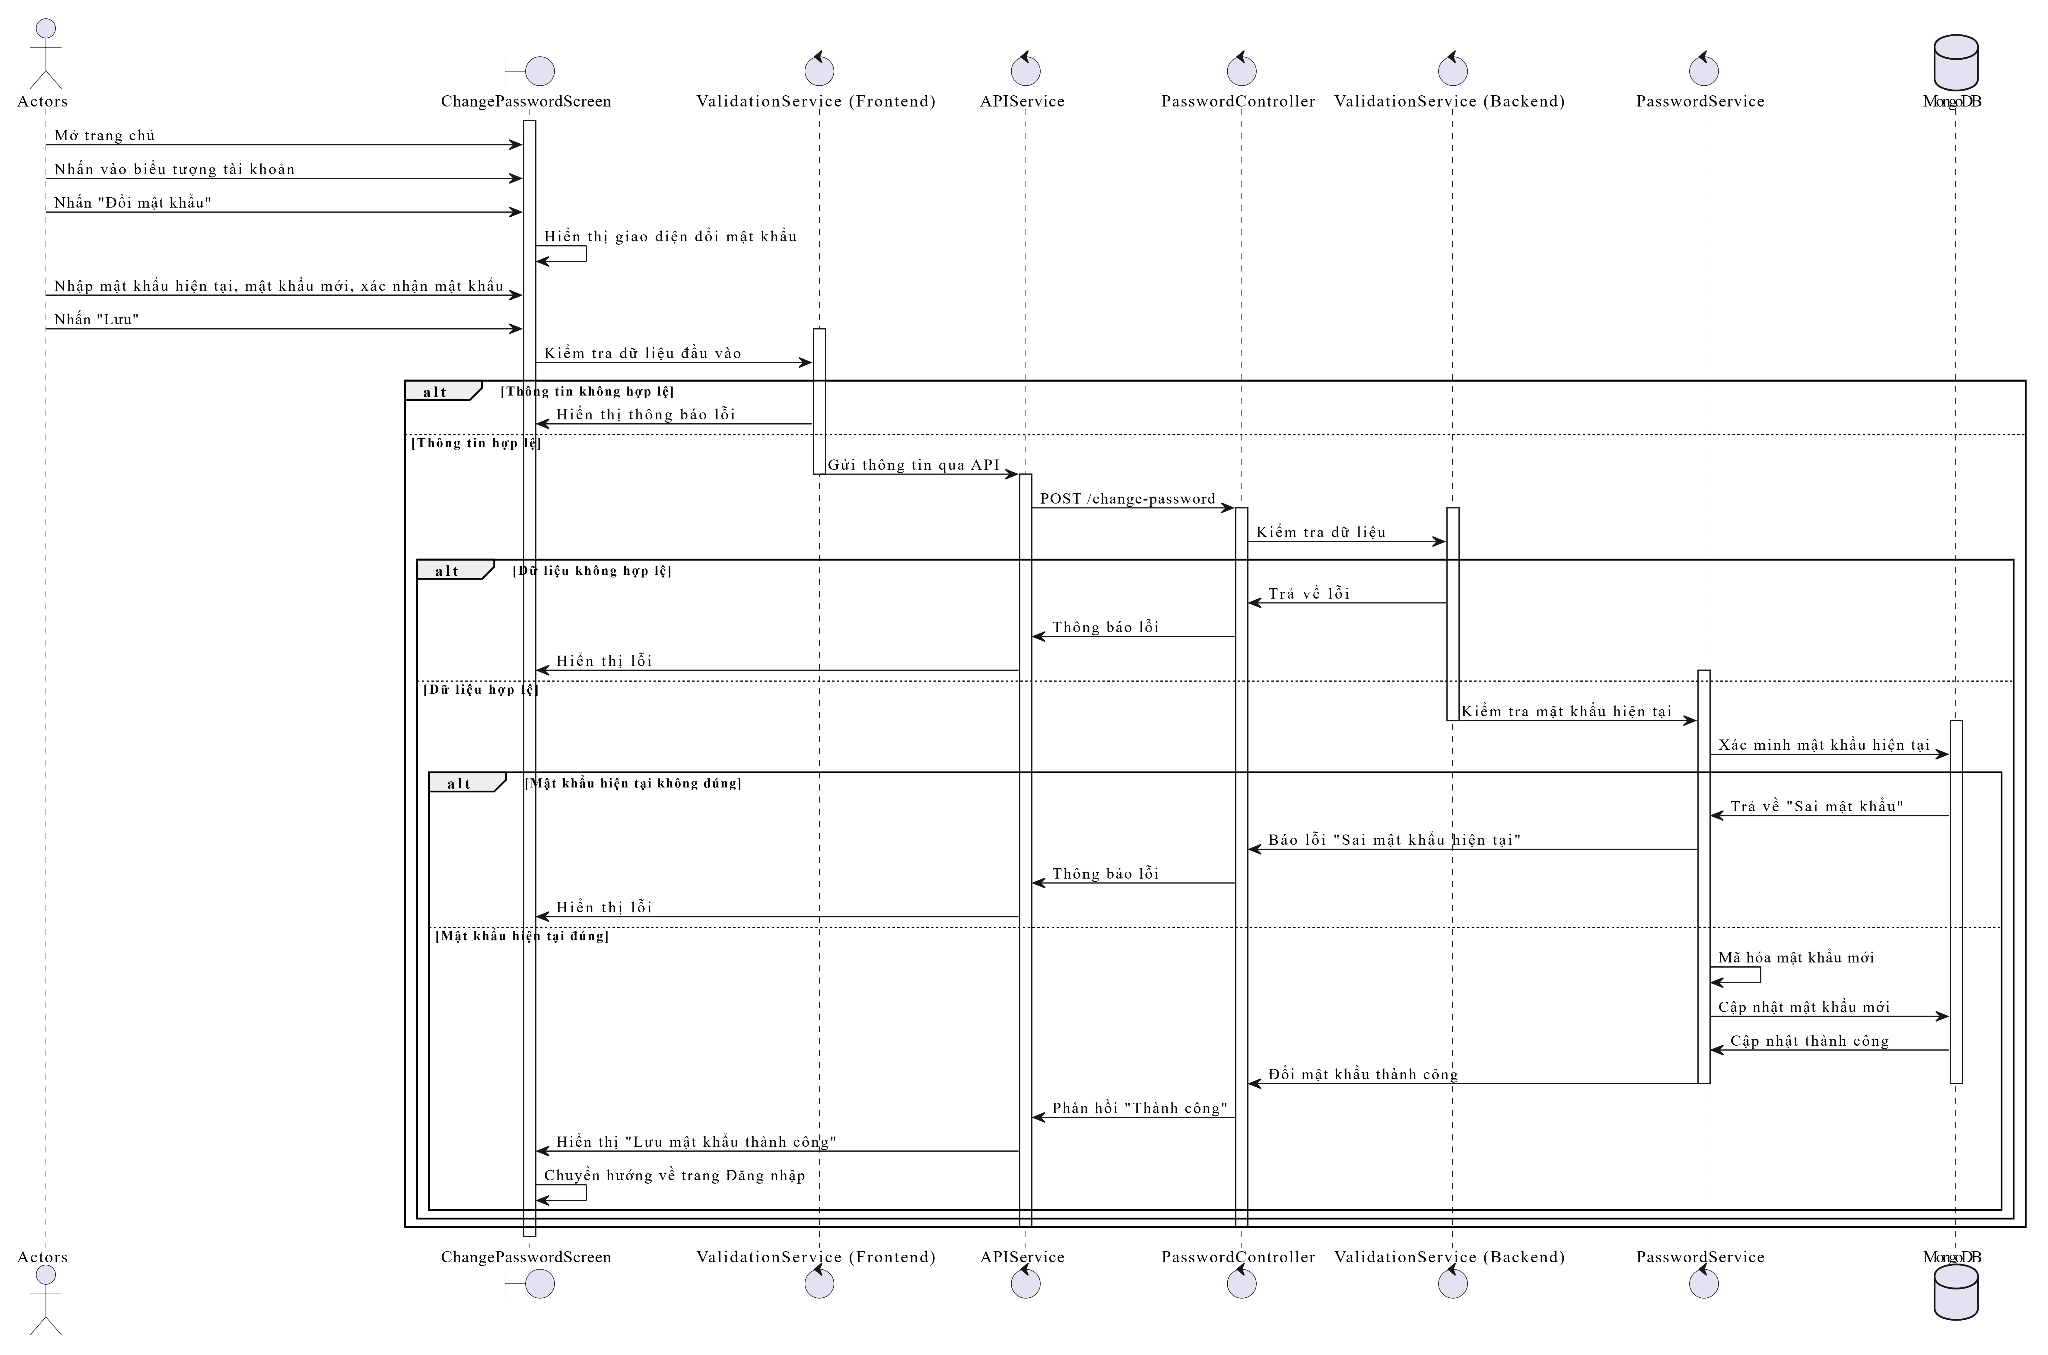 Actors
ChangePasswordScreen
ValidationService (Frontend)
APIService
PasswordController
ValidationService (Backend)
PasswordService
MongoDB
Mở trang chủ
Nhấn vào biểu tượng tài khoản
Nhấn "Đổi mật khẩu"
Hiển thị giao diện đổi mật khẩu
Nhập mật khẩu hiện tại, mật khẩu mới, xác nhận mật khẩu
Nhấn "Lưu"
Kiểm tra dữ liệu đầu vào
alt
[Thông tin không hợp lệ]
Hiển thị thông báo lỗi
[Thông tin hợp lệ]
Gửi thông tin qua API
POST /change-password
Kiểm tra dữ liệu
alt
[Dữ liệu không hợp lệ]
Trả về lỗi
Thông báo lỗi
Hiển thị lỗi
[Dữ liệu hợp lệ]
Kiểm tra mật khẩu hiện tại
Xác minh mật khẩu hiện tại
alt
[Mật khẩu hiện tại không đúng]
Trả về "Sai mật khẩu"
Báo lỗi "Sai mật khẩu hiện tại"
Thông báo lỗi
Hiển thị lỗi
[Mật khẩu hiện tại đúng]
Mã hóa mật khẩu mới
Cập nhật mật khẩu mới
Cập nhật thành công
Đổi mật khẩu thành công
Phản hồi "Thành công"
Hiển thị "Lưu mật khẩu thành công"
Chuyển hướng về trang Đăng nhập
Actors
ChangePasswordScreen
ValidationService (Frontend)
APIService
PasswordController
ValidationService (Backend)
PasswordService
MongoDB